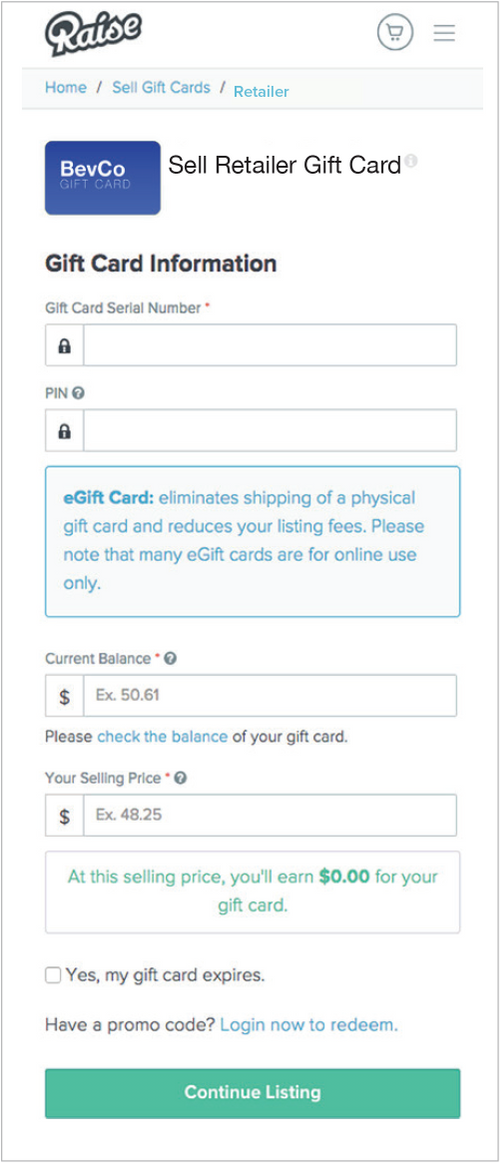 Raise
Home / Sell Gift Cards / Retailer
BevCo
GIFT CARD
Sell Retailer Gift Card
Gift Card Information
Gift Card Serial Number *
PIN
eGift Card: eliminates shipping of a physical
gift card and reduces your listing fees. Please
note that many eGift cards are for online use
only.
Current Balance *
$ Ex. 50.61
Please check the balance of your gift card.
Your Selling Price *
$ Ex. 48.25
At this selling price, you'll earn $0.00 for your
gift card.
Yes, my gift card expires.
Have a promo code? Login now to redeem.
Continue Listing